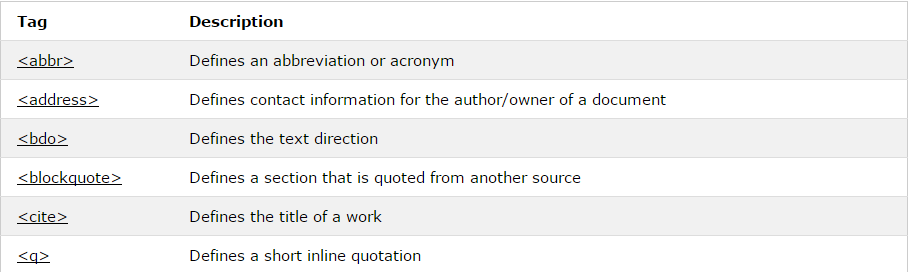 Tag Description
<abbr> Defines an abbreviation or acronym
<address> Defines contact information for the author/owner of a document
<bdo> Defines the text direction
<blockquote> Defines a section that is quoted from another source
<cite> Defines the title of a work
<q> Defines a short inline quotation